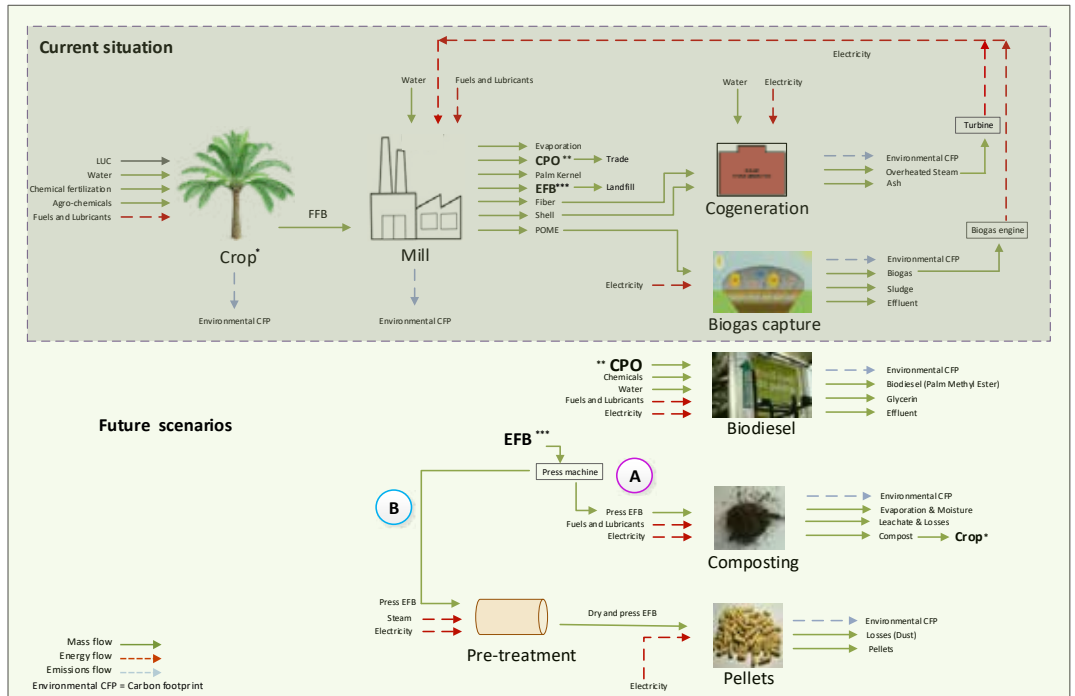 Current situation
Electricity
Water
Fuels and Lubricants
Water
Electricity
Turbine
LUC
Water
Chemical fertilization
Agro-chemicals
Fuels and Lubricants
FFB
Crop*
Environmental CFP
Mill
Environmental CFP
Evaporation
CPO ** Trade
Palm Kernel
EFB*** Landfill
Fiber
Shell
POME
Cogeneration
Environmental CFP
Overheated Steam
Ash
Biogas engine
Electricity
Biogas capture
Environmental CFP
Biogas
Sludge
Effluent
Future scenarios
** CPO
Chemicals
Water
Fuels and Lubricants
Electricity
Biodiesel
Environmental CFP
Biodiesel (Palm Methyl Ester)
Glycerin
Effluent
EFB ***
Press machine
A
B
Press EFB
Fuels and Lubricants
Electricity
Composting
Environmental CFP
Evaporation & Moisture
Leachate & Losses
Compost Crop*
Press EFB
Steam
Electricity
Pre-treatment
Dry and press EFB
Electricity
Pellets
Environmental CFP
Losses (Dust)
Pellets
Mass flow
Energy flow
Emissions flow
Environmental CFP = Carbon footprint